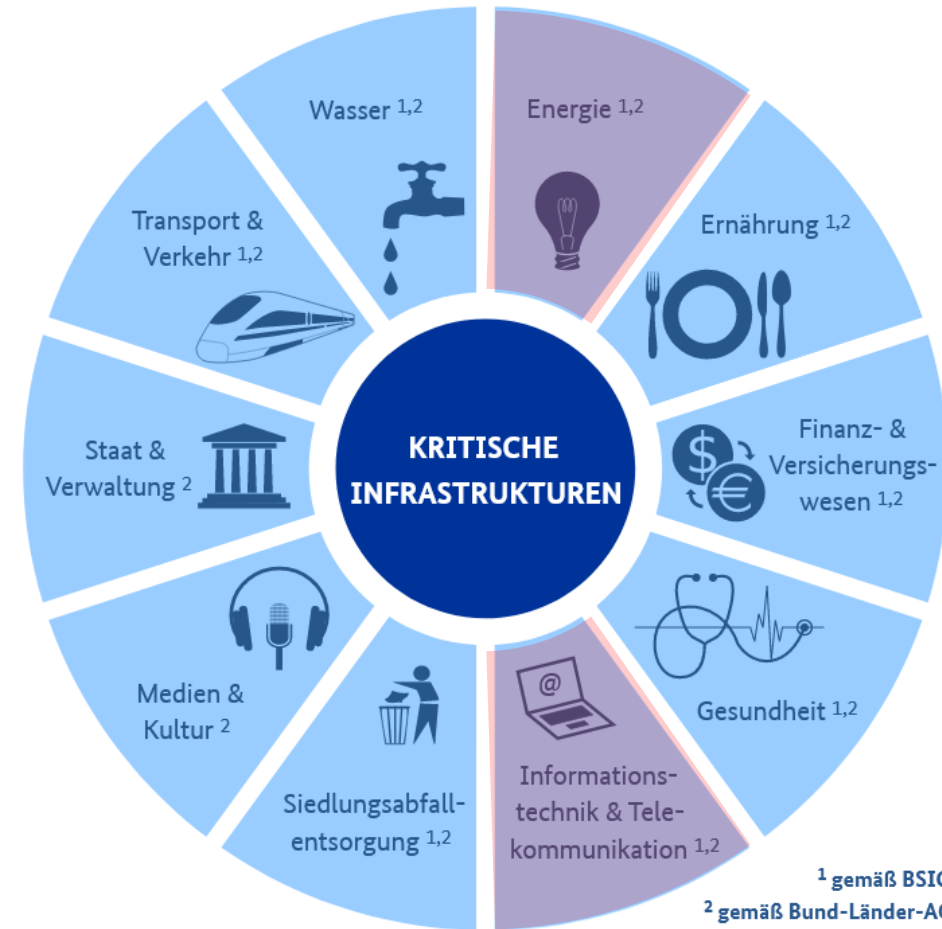 Wasser 1,2
Energie 1,2
Ernährung 1,2
Finanz- &
Versicherungs-
wesen 1,2
Gesundheit 1,2
Informations-
technik & Tele-
kommunikation 1,2
@
Siedlungsabfall-
entsorgung 1,2
Medien &
Kultur 2
Staat &
Verwaltung 2
Transport &
Verkehr 1,2
$
€
KRITISCHE
INFRASTRUKTUREN
1 gemäß BSIG
2 gemäß Bund-Länder-AG